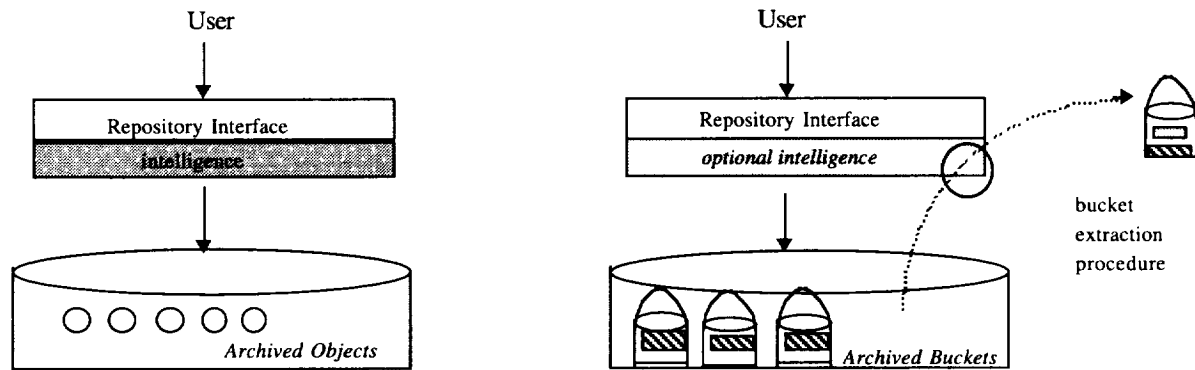 User
Repository Interface
intelligence
Archived Objects
User
Repository Interface
optional intelligence
bucket
extraction
procedure
Archived Buckets